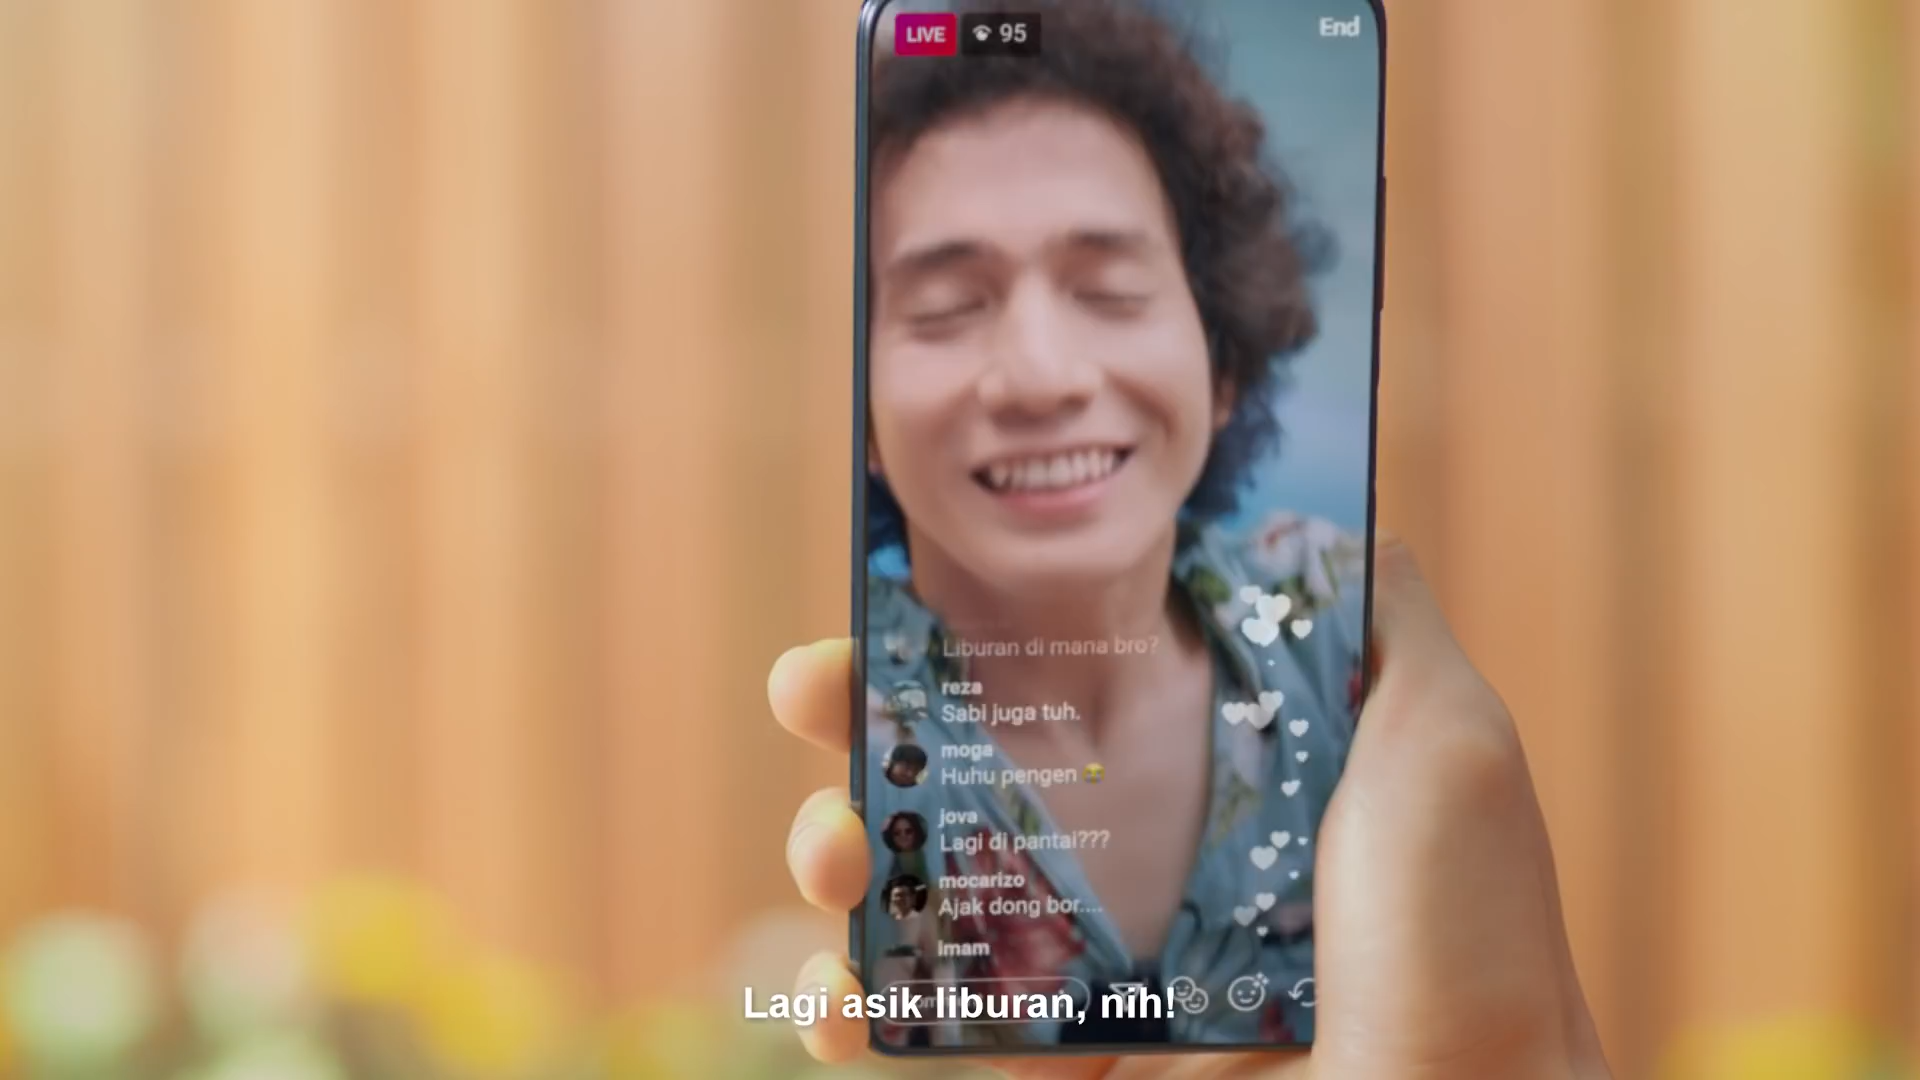 LIVE 95 End
Liburan di mana bro?
reza
Sabi juga tuh.
moga
Huhu pengen 😭
jova
Lagi di pantai???
mocarizo
Ajak dong bor....
imam
Lagi asik liburan, nih!